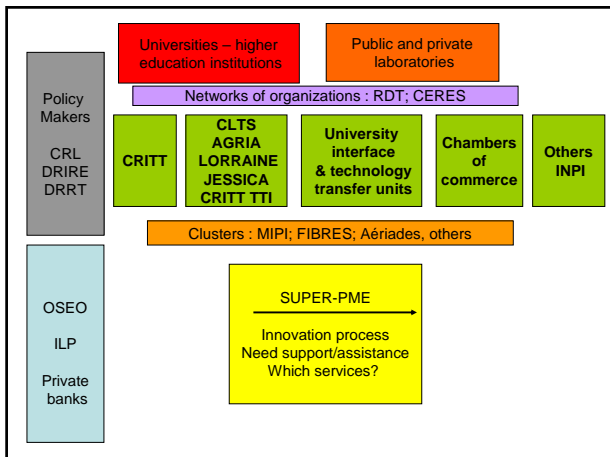 Universities – higher
education institutions
Public and private
laboratories
Policy
Makers
CRL
DRIRE
DRRT
Networks of organizations : RDT; CERES
CRITT
CLTS
AGRIA
LORRAINE
JESSICA
CRITT TTI
University
interface
& technology
transfer units
Chambers
of
commerce
Others
INPI
Clusters : MIPI; FIBRES; Aériades, others
OSEO
ILP
Private
banks
SUPER-PME
Innovation process
Need support/assistance
Which services?